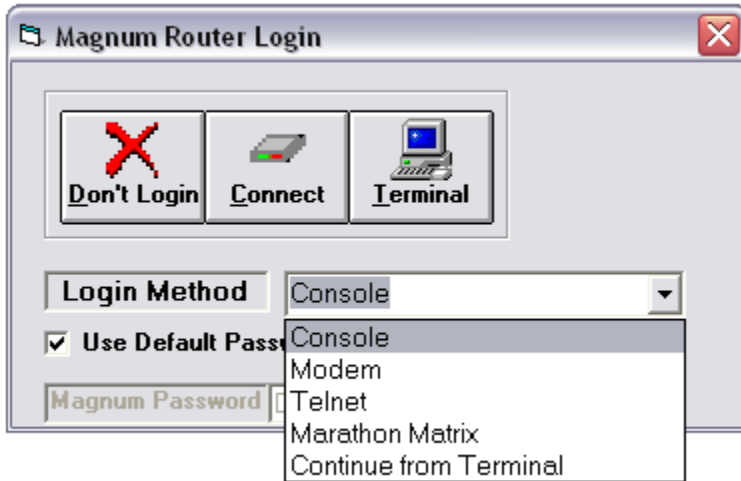 Magnum Router Login
Don't Login Connect Terminal
Login Method Console
Use Default
Console
Modem
Magnum Password Telnet
Marathon Matrix
Continue from Terminal